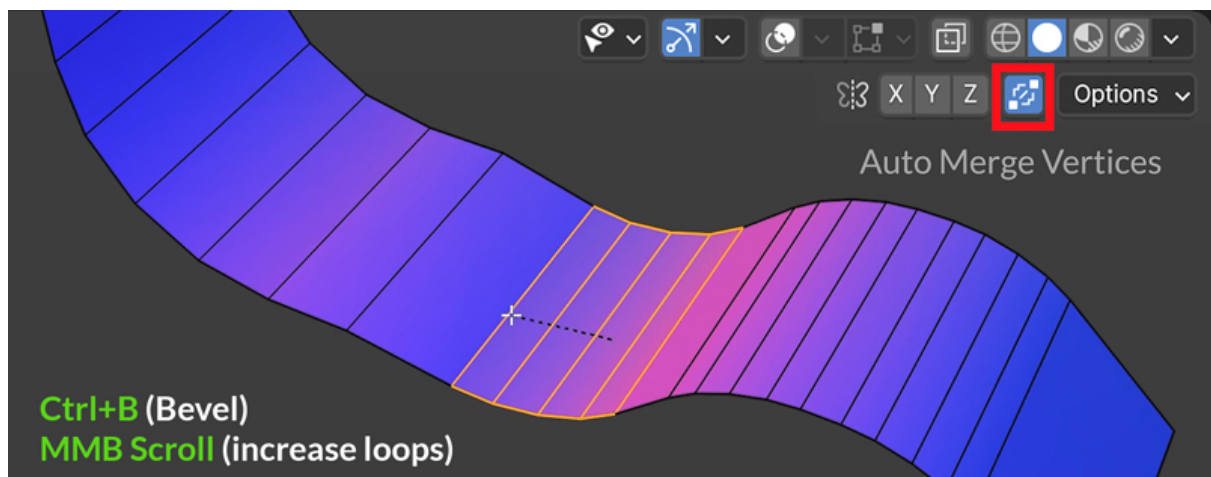 X Y Z Options
Auto Merge Vertices
Ctrl+B (Bevel)
MMB Scroll (increase loops)